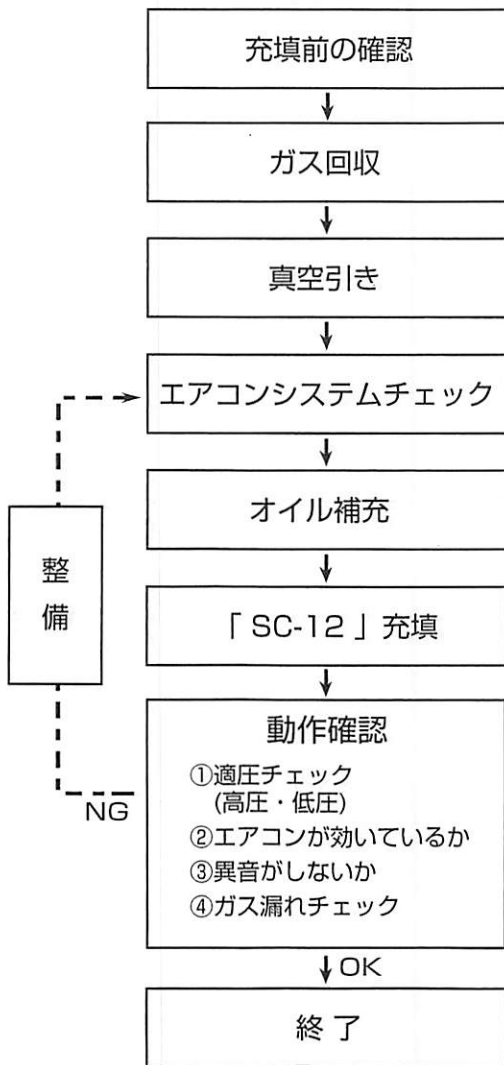 充填前の確認
ガス回収
真空引き
エアコンシステムチェック
オイル補充
整備
「 SC-12 」充填
動作確認
①適圧チェック
(高圧・低圧)
②エアコンが効いているか
③異音がしないか
④ガス漏れチェック
NG
OK
終 了